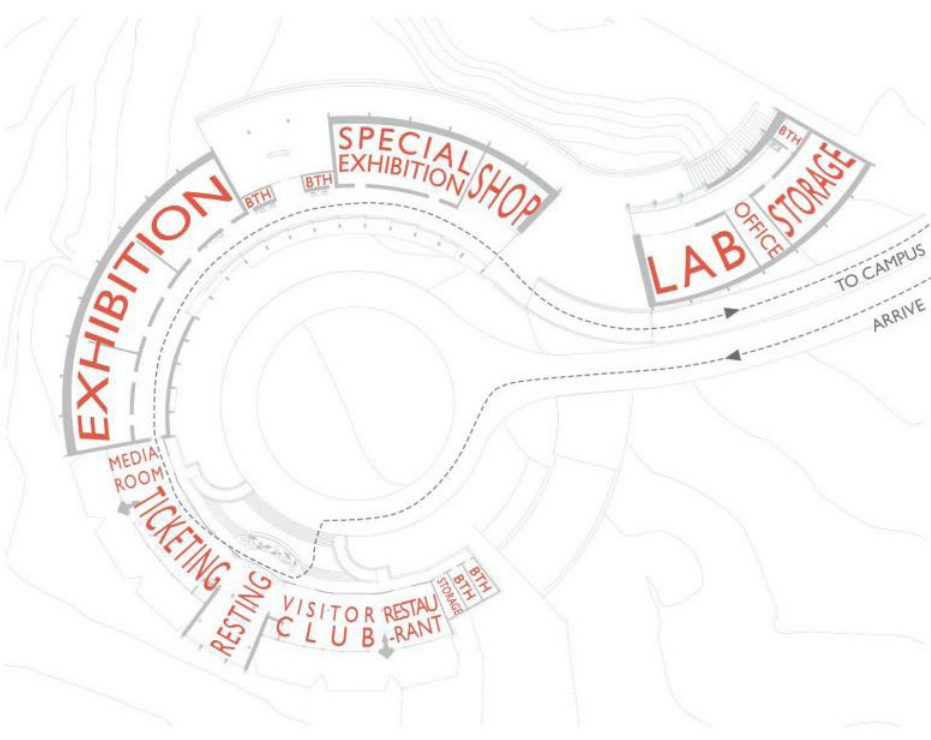 SPECIAL
EXHIBITION
SHOP
BTH
BTH
EXHIBITION
MEDIA
ROOM
TICKETING
RESTING
VISITOR
CLUB
RESTAU
-RANT
STORAGE
BTH
BTH
BTH
STORAGE
OFFICE
LAB
TO CAMPUS
ARRIVE